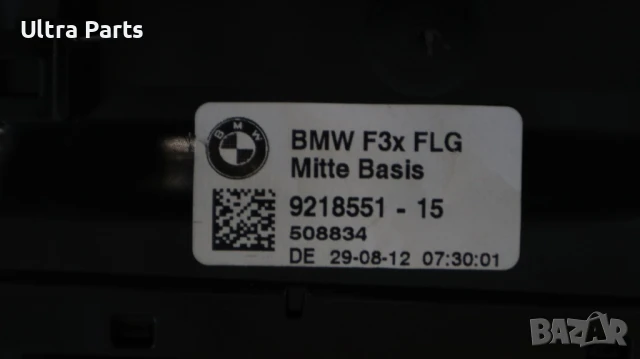 Ultra Parts
BMW
BMW F3x FLG
Mitte Basis
9218551 - 15
508834
DE 29-08-12 07:30:01
BAZAR